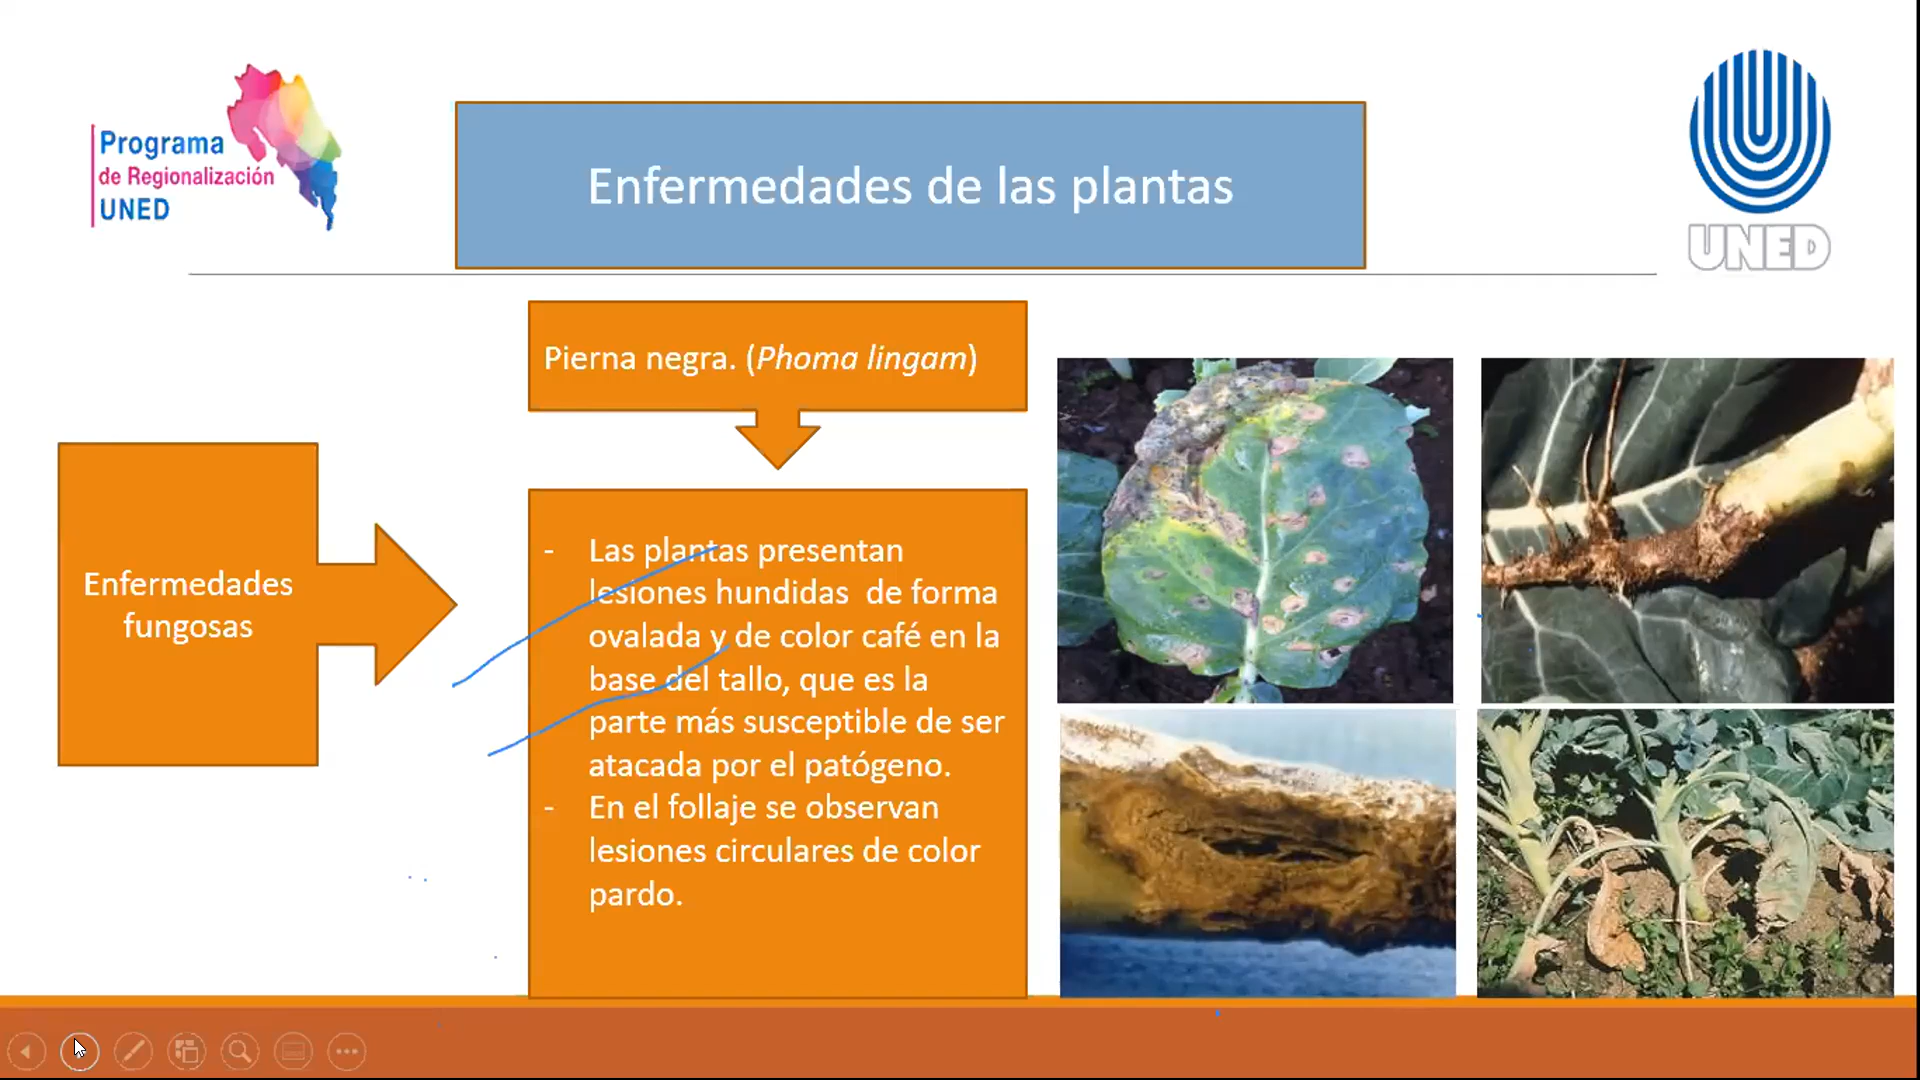 Programa
de Regionalización
UNED
Enfermedades de las plantas
UNED
Pierna negra. (Phoma lingam)
Enfermedades
fungosas
- Las plantas presentan
lesiones hundidas de forma
ovalada y de color café en la
base del tallo, que es la
parte más susceptible de ser
atacada por el patógeno.
- En el follaje se observan
lesiones circulares de color
pardo.